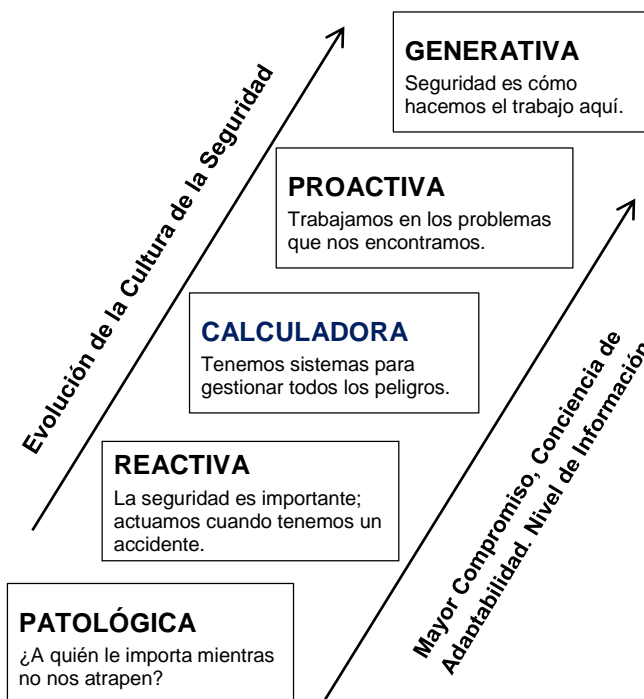 GENERATIVA
Seguridad es cómo
hacemos el trabajo aquí.
PROACTIVA
Trabajamos en los problemas
que nos encontramos.
CALCULADORA
Tenemos sistemas para
gestionar todos los peligros.
REACTIVA
La seguridad es importante;
actuamos cuando tenemos un
accidente.
PATOLÓGICA
¿A quién le importa mientras
no nos atrapen?
Evolución de la Cultura de la Seguridad
Mayor Compromiso, Conciencia de
Adaptabilidad. Nivel de Información